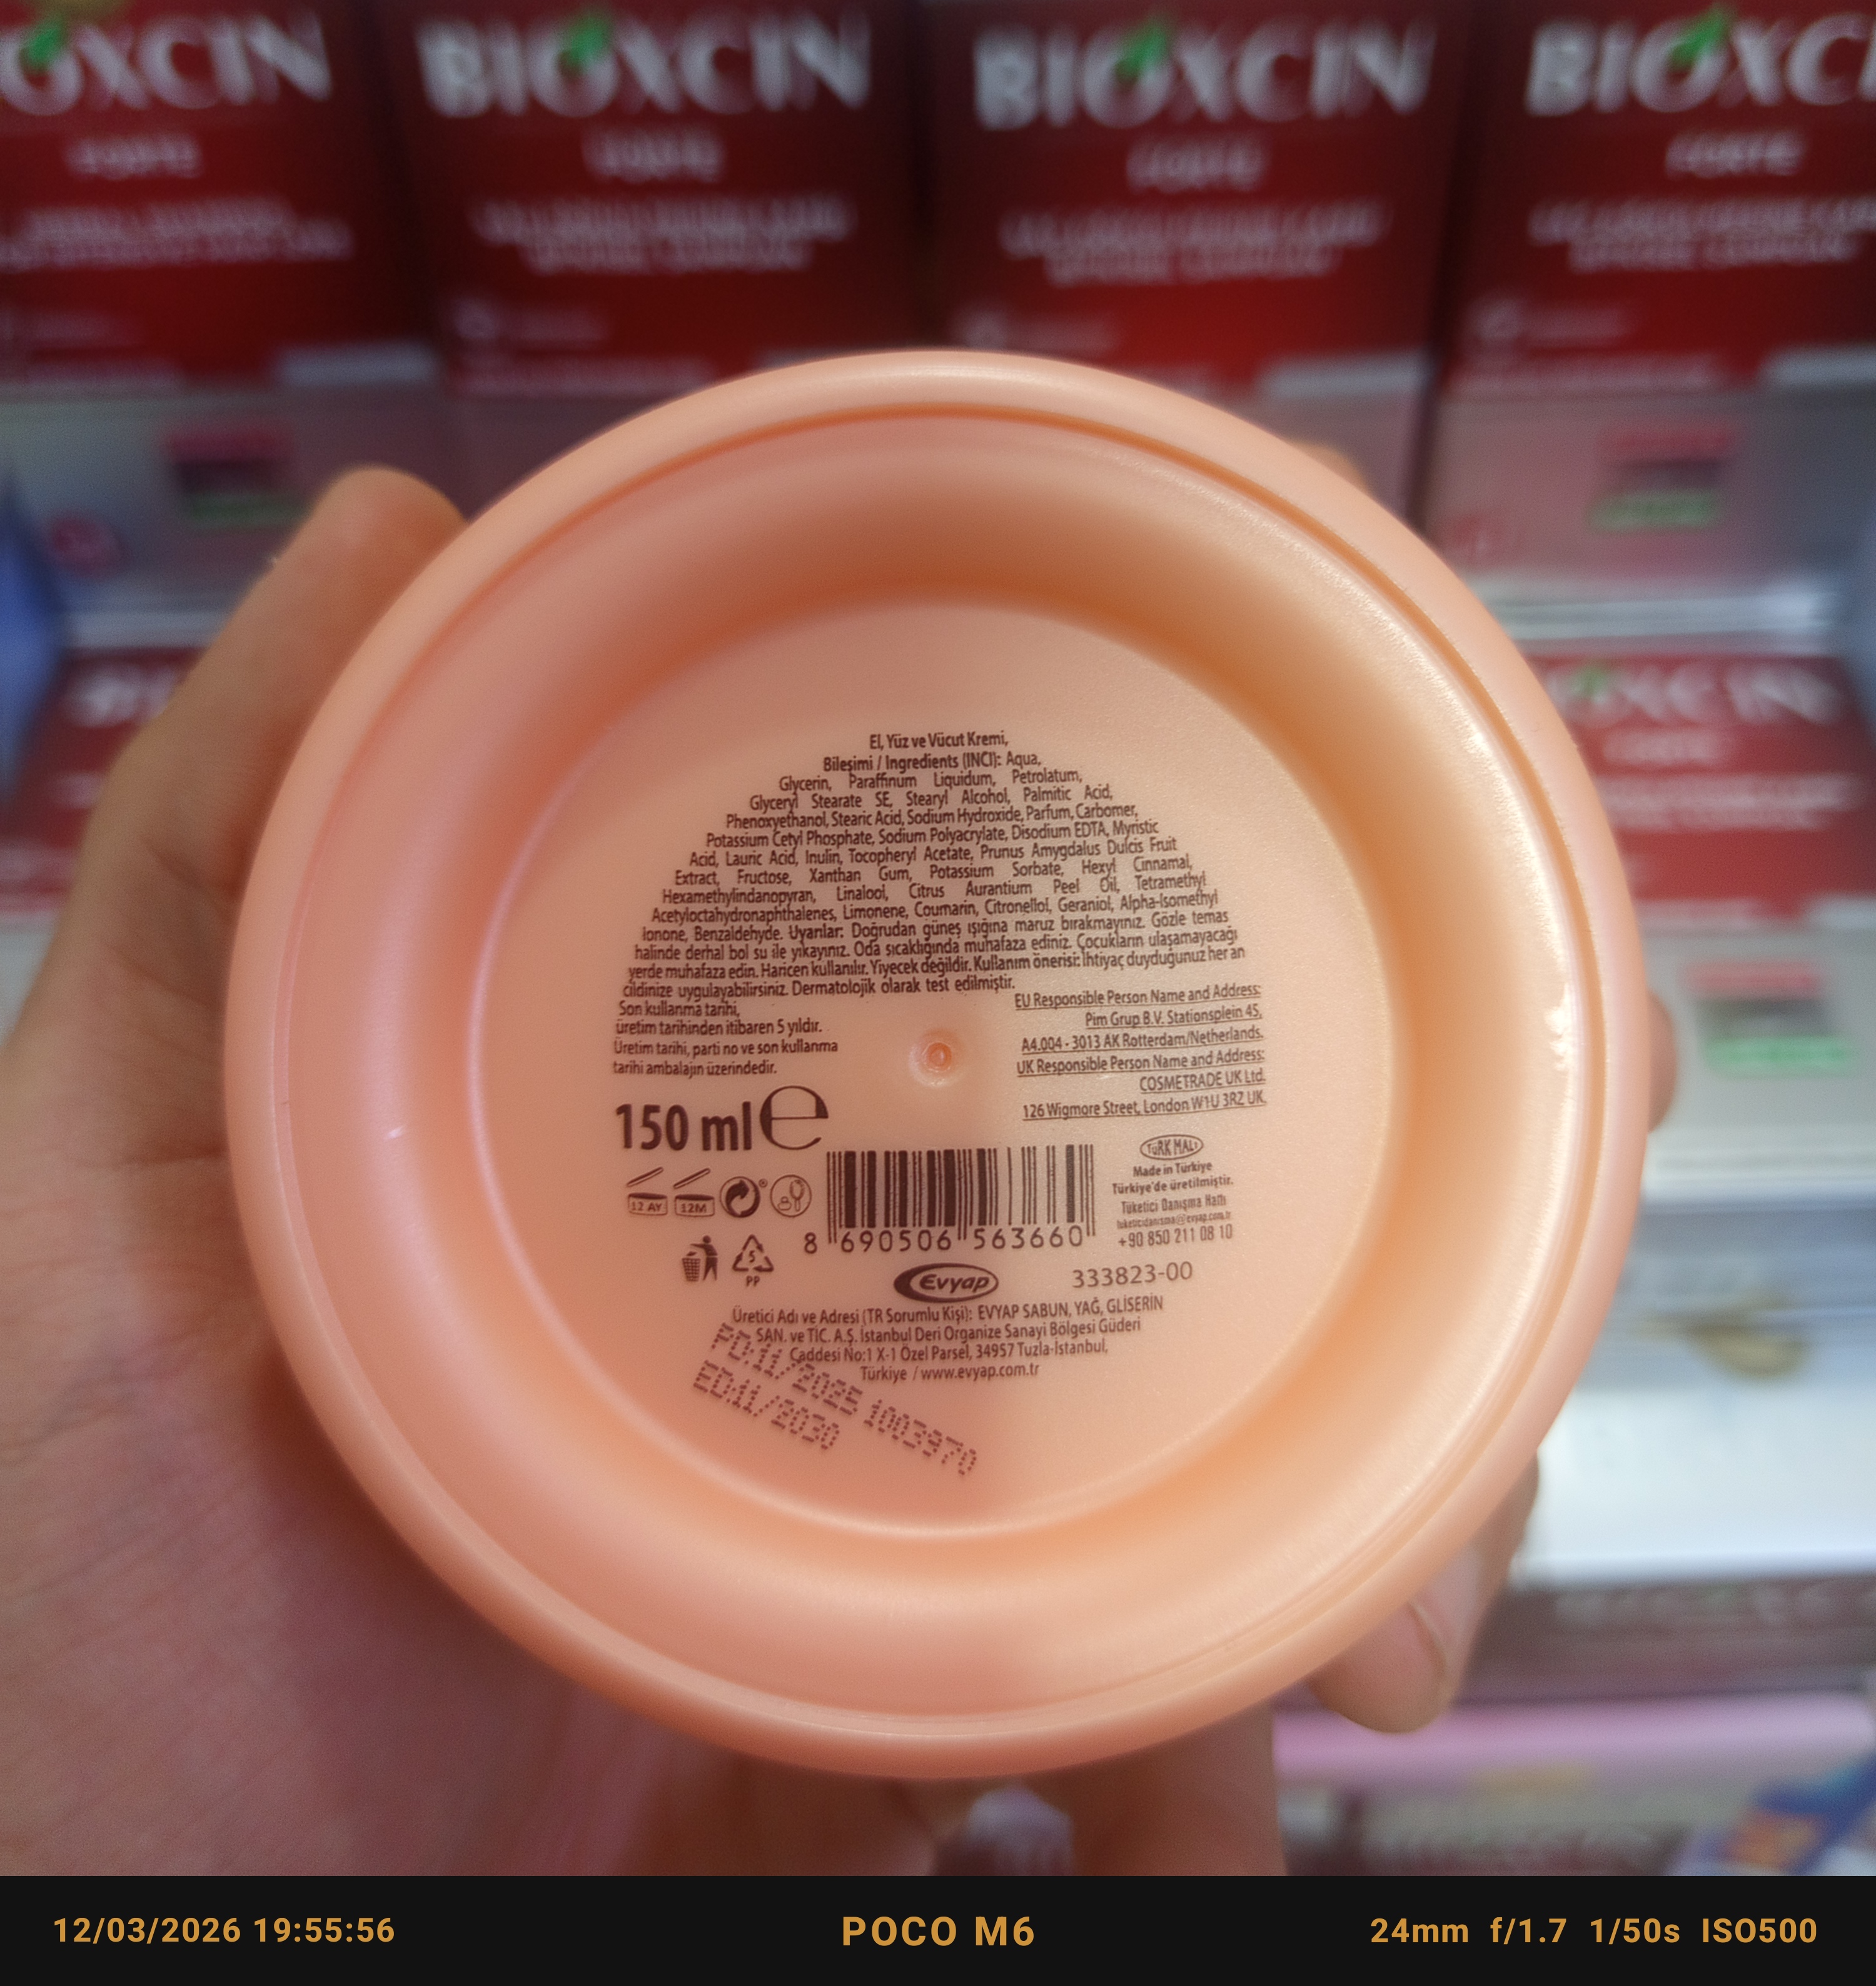 BIOXCIN
BIOXCIN
BIOXCIN
BIOXCIN
FORTE
FORTE
FORTE
FORTE
El, Yüz ve Vücut Kremi,
Bileşimi / Ingredients (INCI): Aqua,
Glycerin, Paraffinum Liquidum, Petrolatum,
Glyceryl Stearate SE, Stearyl Alcohol, Palmitic Acid,
Phenoxyethanol, Stearic Acid, Sodium Hydroxide, Parfum, Carbomer,
Potassium Cetyl Phosphate, Sodium Polyacrylate, Disodium EDTA, Myristic
Acid, Lauric Acid, Inulin, Tocopheryl Acetate, Prunus Amygdalus Dulcis Fruit
Extract, Fructose, Xanthan Gum, Potassium Sorbate, Hexyl Cinnamal,
Hexamethylindanopyran, Linalool, Citrus Aurantium Peel Oil, Tetramethyl
Acetyloctahydronaphthalenes, Limonene, Coumarin, Citronellol, Geraniol, Alpha-Isomethyl
Ionone, Benzaldehyde. Uyarılar: Doğrudan güneş ışığına maruz bırakmayınız. Gözle temas
halinde derhal bol su ile yıkayınız. Oda sıcaklığında muhafaza ediniz. Çocukların ulaşamayacağı
yerde muhafaza edin. Haricen kullanılır. Yiyecek değildir. Kullanım önerisi: İhtiyaç duyduğunuz her an
cildinize uygulayabilirsiniz. Dermatolojik olarak test edilmiştir.
Son kullanma tarihi,
üretim tarihinden itibaren 5 yıldır.
Üretim tarihi, parti no ve son kullanma
tarihi ambalajın üzerindedir.
EU Responsible Person Name and Address:
Pim Grup B.V. Stationsplein 45,
A4.004 - 3013 AK Rotterdam/Netherlands.
UK Responsible Person Name and Address:
COSMETRADE UK Ltd.
126 Wigmore Street, London W1U 3RZ UK.
150 ml e
12 AY
12M
5
PP
8 690506 563660
TÜRK MALI
Made in Türkiye
Türkiye'de üretilmiştir.
Tüketici Danışma Hattı
tuketicidanisma@evyap.com.tr
+90 850 211 08 10
Evyap
333823-00
Üretici Adı ve Adresi (TR Sorumlu Kişi): EVYAP SABUN, YAĞ, GLİSERİN
SAN. ve TİC. A.Ş. İstanbul Deri Organize Sanayi Bölgesi Güderi
Caddesi No:1 X-1 Özel Parsel, 34957 Tuzla-İstanbul,
Türkiye / www.evyap.com.tr
PD:11/2025 1003970
ED:11/2030
12/03/2026 19:55:56
POCO M6
24mm f/1.7 1/50s ISO500